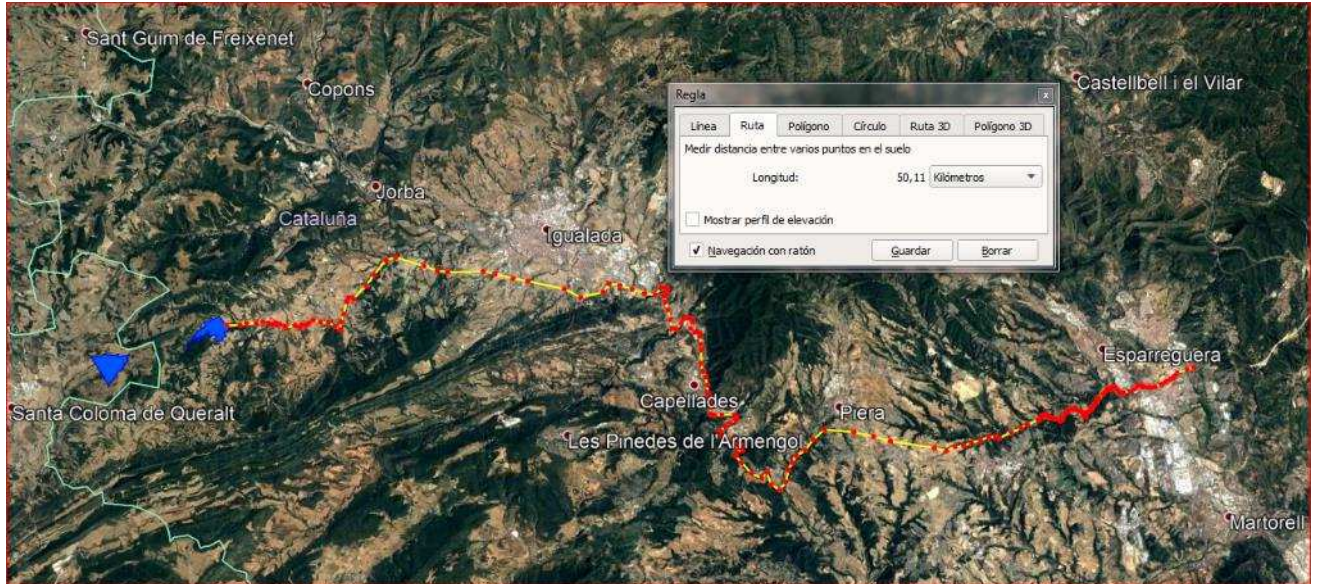 Sant Guim de Freixenet
Copons
Castellbell i el Vilar
Regla
x
Línea Ruta Polígono Círculo Ruta 3D Polígono 3D
Medir distancia entre varios puntos en el suelo
Longitud: 50,11 Kilómetros
Mostrar perfil de elevación
Navegación con ratón Guardar Borrar
Jorba
Cataluña
Igualada
Esparreguera
Santa Coloma de Queralt
Capellades
Piera
Les Pinedes de l'Armengol
Martorell